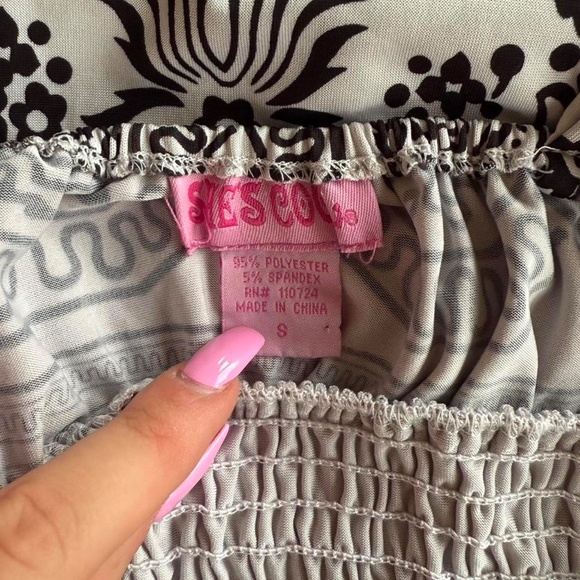 95% POLYESTER
5% SPANDEX
RN# 110724
MADE IN CHINA
S